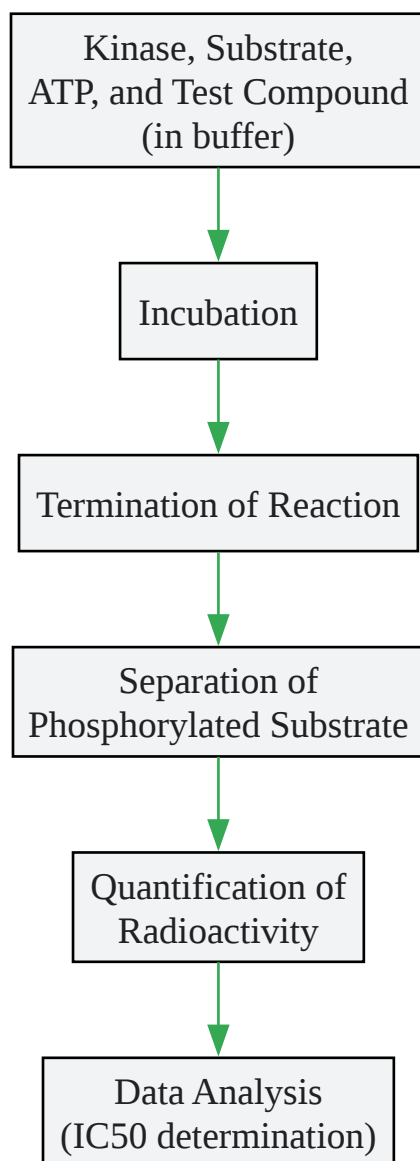 Kinase, Substrate,
ATP, and Test Compound
(in buffer)
Incubation
Termination of Reaction
Separation of
Phosphorylated Substrate
Quantification of
Radioactivity
Data Analysis
(IC50 determination)